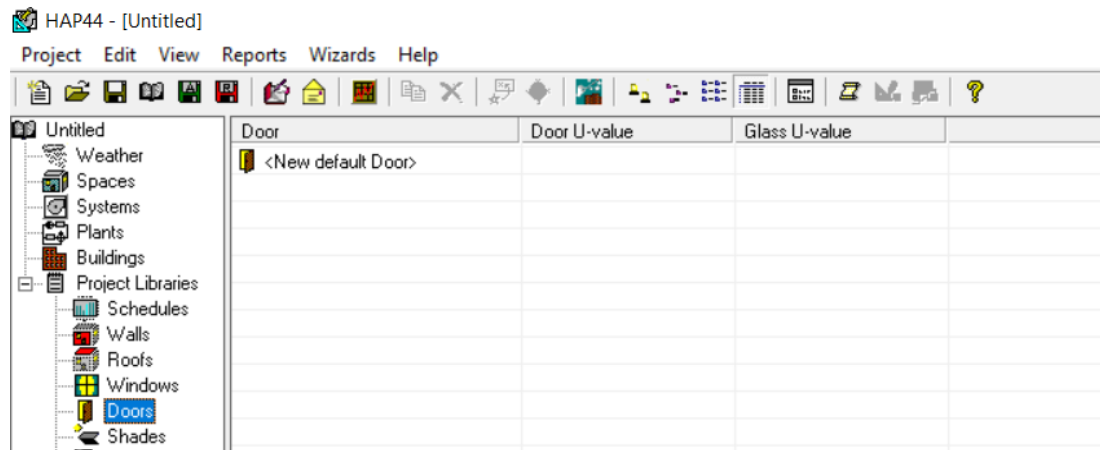 HAP44 - [Untitled]
Project Edit View Reports Wizards Help
Untitled
Weather
Spaces
Systems
Plants
Buildings
Project Libraries
Schedules
Walls
Roofs
Windows
Doors
Shades
Door Door U-value Glass U-value
<New default Door>